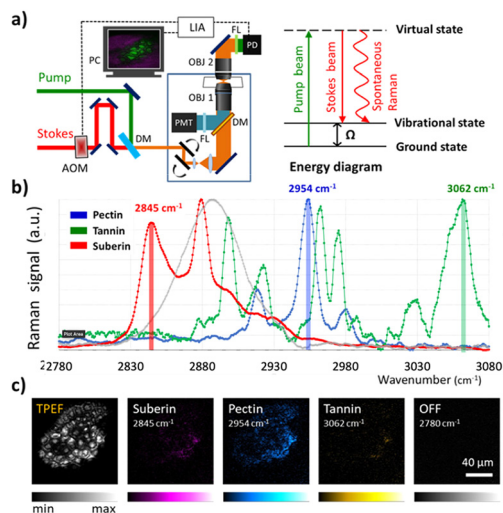 a)
LIA
FL
PD
PC
OBJ 2
Pump
OBJ 1
PMT
DM
FL
Stokes
DM
AOM
Virtual state
Pump beam
Stokes beam
Spontaneous
Raman
Vibrational state
Ω
Ground state
Energy diagram
b)
2845 cm-1
2954 cm-1
3062 cm-1
Pectin
Tannin
Suberin
Raman signal (a.u.)
Plot Area
22780 2830 2880 2930 2980 3030 3080
Wavenumber (cm-1)
c)
TPEF
Suberin
2845 cm-1
Pectin
2954 cm-1
Tannin
3062 cm-1
OFF
2780 cm-1
40 μm
min max